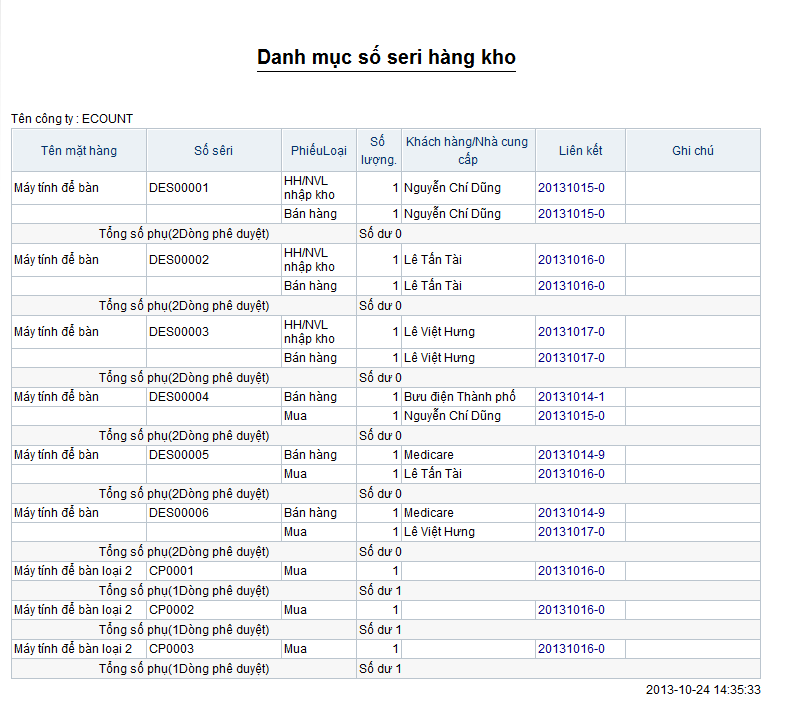 Danh mục số seri hàng kho
Tên công ty : ECOUNT
Tên mặt hàng Số sêri PhiếuLoại Số lượng. Khách hàng/Nhà cung cấp Liên kết Ghi chú
Máy tính để bàn DES00001 HH/NVL nhập kho 1 Nguyễn Chí Dũng 20131015-0
Bán hàng 1 Nguyễn Chí Dũng 20131015-0
Tổng số phụ(2Dòng phê duyệt) Số dư 0
Máy tính để bàn DES00002 HH/NVL nhập kho 1 Lê Tấn Tài 20131016-0
Bán hàng 1 Lê Tấn Tài 20131016-0
Tổng số phụ(2Dòng phê duyệt) Số dư 0
Máy tính để bàn DES00003 HH/NVL nhập kho 1 Lê Việt Hưng 20131017-0
Bán hàng 1 Lê Việt Hưng 20131017-0
Tổng số phụ(2Dòng phê duyệt) Số dư 0
Máy tính để bàn DES00004 Bán hàng 1 Bưu điện Thành phố 20131014-1
Mua 1 Nguyễn Chí Dũng 20131015-0
Tổng số phụ(2Dòng phê duyệt) Số dư 0
Máy tính để bàn DES00005 Bán hàng 1 Medicare 20131014-9
Mua 1 Lê Tấn Tài 20131016-0
Tổng số phụ(2Dòng phê duyệt) Số dư 0
Máy tính để bàn DES00006 Bán hàng 1 Medicare 20131014-9
Mua 1 Lê Việt Hưng 20131017-0
Tổng số phụ(2Dòng phê duyệt) Số dư 0
Máy tính để bàn loại 2 CP0001 Mua 1 20131016-0
Tổng số phụ(1Dòng phê duyệt) Số dư 1
Máy tính để bàn loại 2 CP0002 Mua 1 20131016-0
Tổng số phụ(1Dòng phê duyệt) Số dư 1
Máy tính để bàn loại 2 CP0003 Mua 1 20131016-0
Tổng số phụ(1Dòng phê duyệt) Số dư 1
2013-10-24 14:35:33